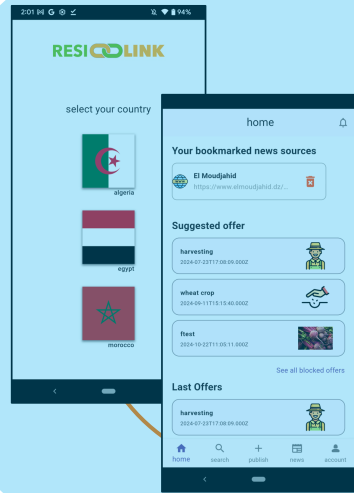 2:01 G 94%
RESILINK
select your country
algeria
egypt
morocco
home
Your bookmarked news sources
El Moudjahid
https://www.elmoudjahid.dz/...
Suggested offer
harvesting
2024-07-23T17:08:09.000Z
wheat crop
2024-09-11T15:15:40.000Z
ftest
2024-10-22T11:05:11.000Z
See all blocked offers
Last Offers
harvesting
2024-07-23T17:08:09.000Z
home search publish news account